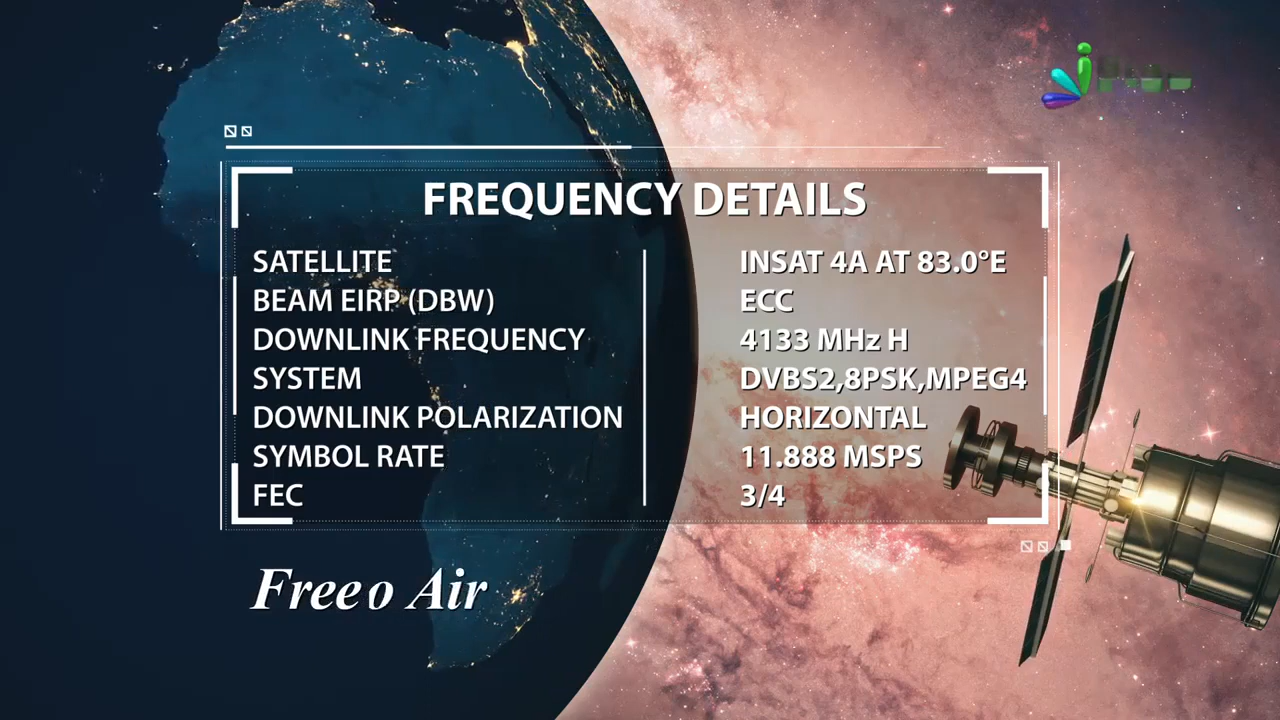 FREQUENCY DETAILS
SATELLITE INSAT 4A AT 83.0°E
BEAM EIRP (DBW) ECC
DOWNLINK FREQUENCY 4133 MHz H
SYSTEM DVBS2,8PSK,MPEG4
DOWNLINK POLARIZATION HORIZONTAL
SYMBOL RATE 11.888 MSPS
FEC 3/4
Free o Air